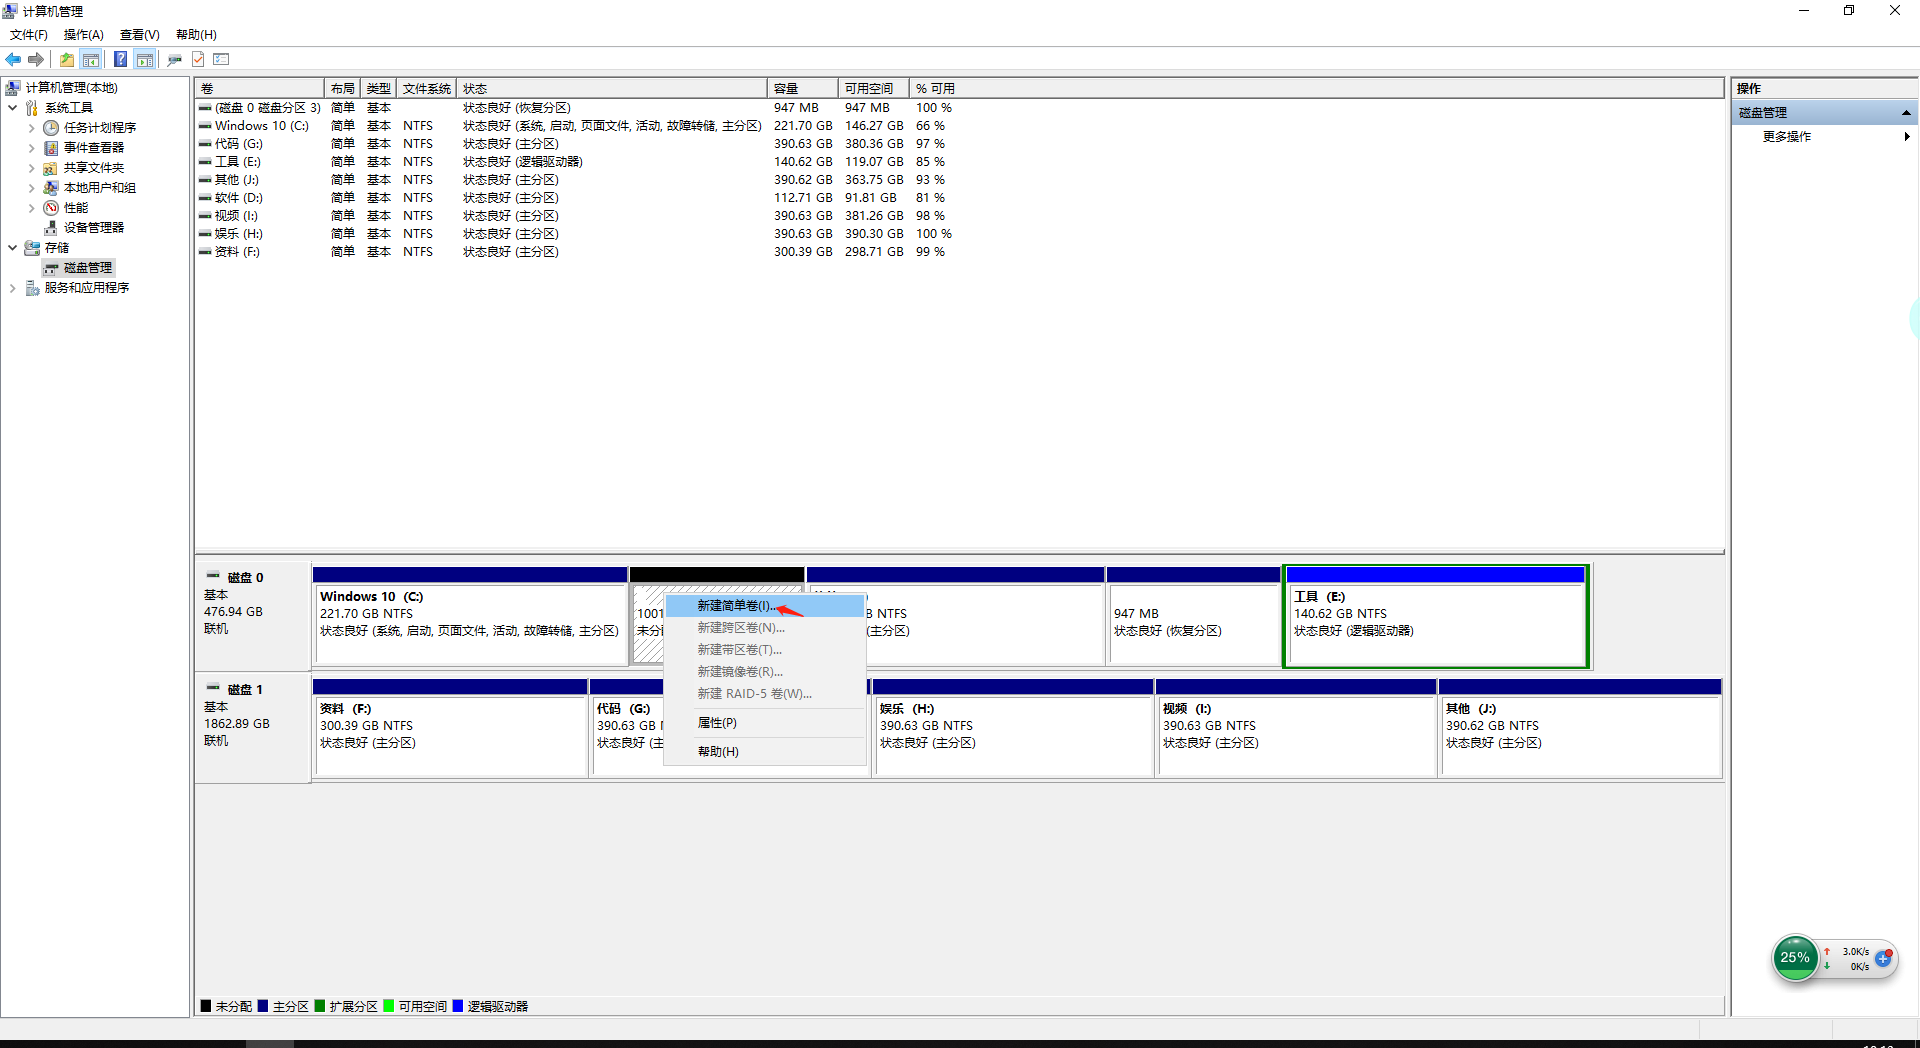 计算机管理
文件(F) 操作(A) 查看(V) 帮助(H)
计算机管理(本地)
系统工具
任务计划程序
事件查看器
共享文件夹
本地用户和组
性能
设备管理器
存储
磁盘管理
服务和应用程序
卷 布局 类型 文件系统 状态 容量 可用空间 % 可用
(磁盘 0 磁盘分区 3) 简单 基本 状态良好 (恢复分区) 947 MB 947 MB 100 %
Windows 10 (C:) 简单 基本 NTFS 状态良好 (系统, 启动, 页面文件, 活动, 故障转储, 主分区) 221.70 GB 146.27 GB 66 %
代码 (G:) 简单 基本 NTFS 状态良好 (主分区) 390.63 GB 380.36 GB 97 %
工具 (E:) 简单 基本 NTFS 状态良好 (逻辑驱动器) 140.62 GB 119.07 GB 85 %
其他 (J:) 简单 基本 NTFS 状态良好 (主分区) 390.62 GB 363.75 GB 93 %
软件 (D:) 简单 基本 NTFS 状态良好 (主分区) 112.71 GB 91.81 GB 81 %
视频 (I:) 简单 基本 NTFS 状态良好 (主分区) 390.63 GB 381.26 GB 98 %
娱乐 (H:) 简单 基本 NTFS 状态良好 (主分区) 390.63 GB 390.30 GB 100 %
资料 (F:) 简单 基本 NTFS 状态良好 (主分区) 300.39 GB 298.71 GB 99 %
操作
磁盘管理
更多操作
磁盘 0
基本
476.94 GB
联机
Windows 10 (C:)
221.70 GB NTFS
状态良好 (系统, 启动, 页面文件, 活动, 故障转储, 主分区)
1001
未分
B NTFS
(主分区)
947 MB
状态良好 (恢复分区)
工具 (E:)
140.62 GB NTFS
状态良好 (逻辑驱动器)
新建简单卷(I)...
新建跨区卷(N)...
新建带区卷(T)...
新建镜像卷(R)...
新建 RAID-5 卷(W)...
属性(P)
帮助(H)
磁盘 1
基本
1862.89 GB
联机
资料 (F:)
300.39 GB NTFS
状态良好 (主分区)
代码 (G:)
390.63 GB
状态良好 (主
娱乐 (H:)
390.63 GB NTFS
状态良好 (主分区)
视频 (I:)
390.63 GB NTFS
状态良好 (主分区)
其他 (J:)
390.62 GB NTFS
状态良好 (主分区)
25%
3.0K/s
0K/s
未分配 主分区 扩展分区 可用空间 逻辑驱动器